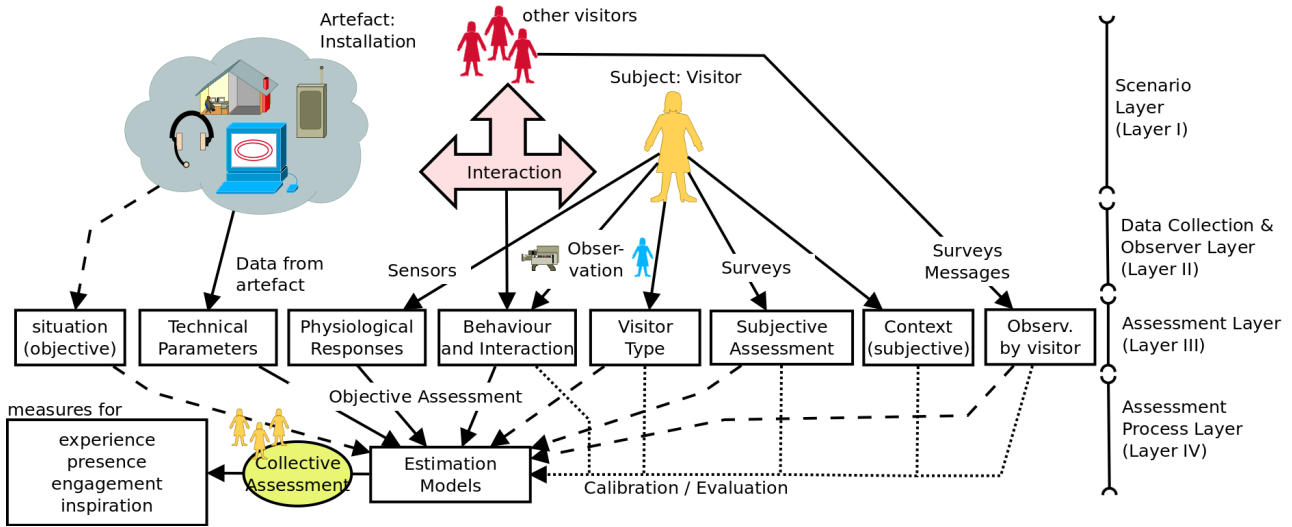 Artefact:
Installation
other visitors
Subject: Visitor
Scenario
Layer
(Layer I)
Interaction
Data from
artefact
Sensors
Obser-
vation
Surveys
Surveys
Messages
Data Collection &
Observer Layer
(Layer II)
situation
(objective)
Technical
Parameters
Physiological
Responses
Behaviour
and Interaction
Visitor
Type
Subjective
Assessment
Context
(subjective)
Observ.
by visitor
Assessment Layer
(Layer III)
Objective Assessment
measures for
experience
presence
engagement
inspiration
Collective
Assessment
Estimation
Models
Calibration / Evaluation
Assessment
Process Layer
(Layer IV)